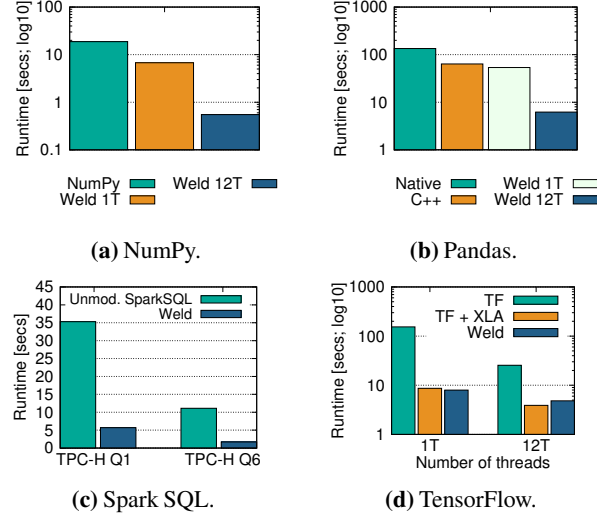 Runtime [secs; log10]
100
10
1
0.1
NumPy
Weld 1T
Weld 12T
(a) NumPy.
Runtime [secs; log10]
1000
100
10
1
Native
C++
Weld 1T
Weld 12T
(b) Pandas.
Runtime [secs]
45
40
35
30
25
20
15
10
5
0
Unmod. SparkSQL
Weld
TPC-H Q1
TPC-H Q6
(c) Spark SQL.
Runtime [secs; log10]
1000
100
10
1
TF
TF + XLA
Weld
1T
12T
Number of threads
(d) TensorFlow.